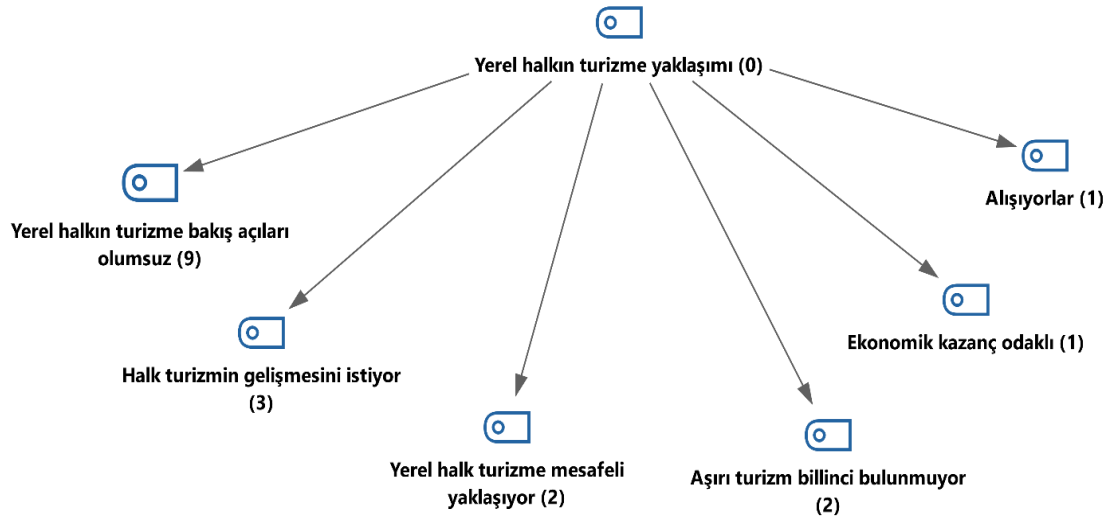 Yerel halkın turizme yaklaşımı (0)
Alışıyorlar (1)
Yerel halkın turizme bakış açıları
olumsuz (9)
Ekonomik kazanç odaklı (1)
Halk turizmin gelişmesini istiyor
(3)
Yerel halk turizme mesafeli
yaklaşıyor (2)
Aşırı turizm billinci bulunmuyor
(2)